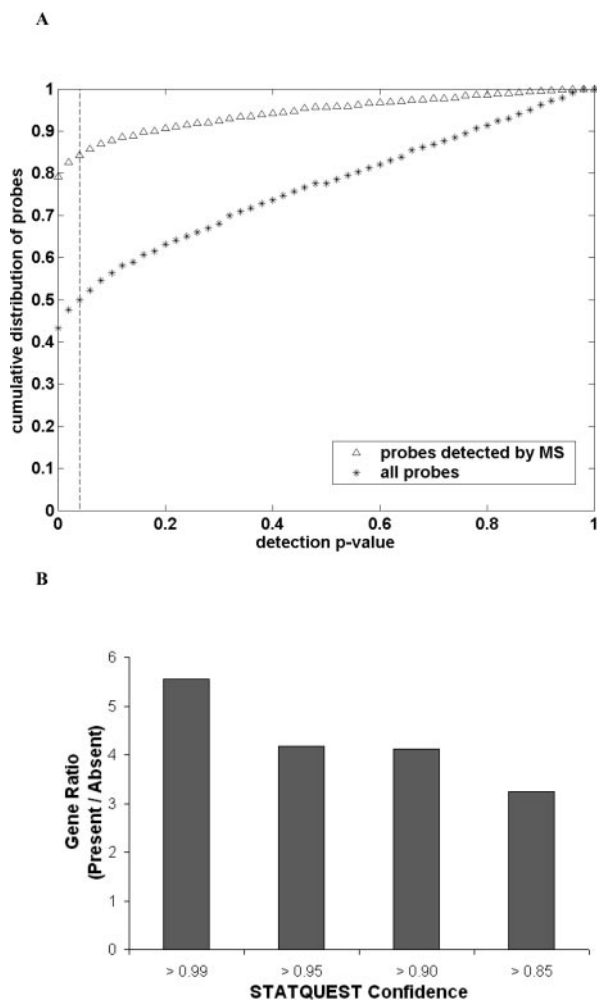 A
1
0.9
0.8
0.7
0.6
0.5
0.4
0.3
0.2
0.1
0
cumulative distribution of probes
probes detected by MS
all probes
0 0.2 0.4 0.6 0.8 1
detection p-value
B
6
5
4
3
2
1
0
Gene Ratio
(Present / Absent)
> 0.99 > 0.95 > 0.90 > 0.85
STATQUEST Confidence